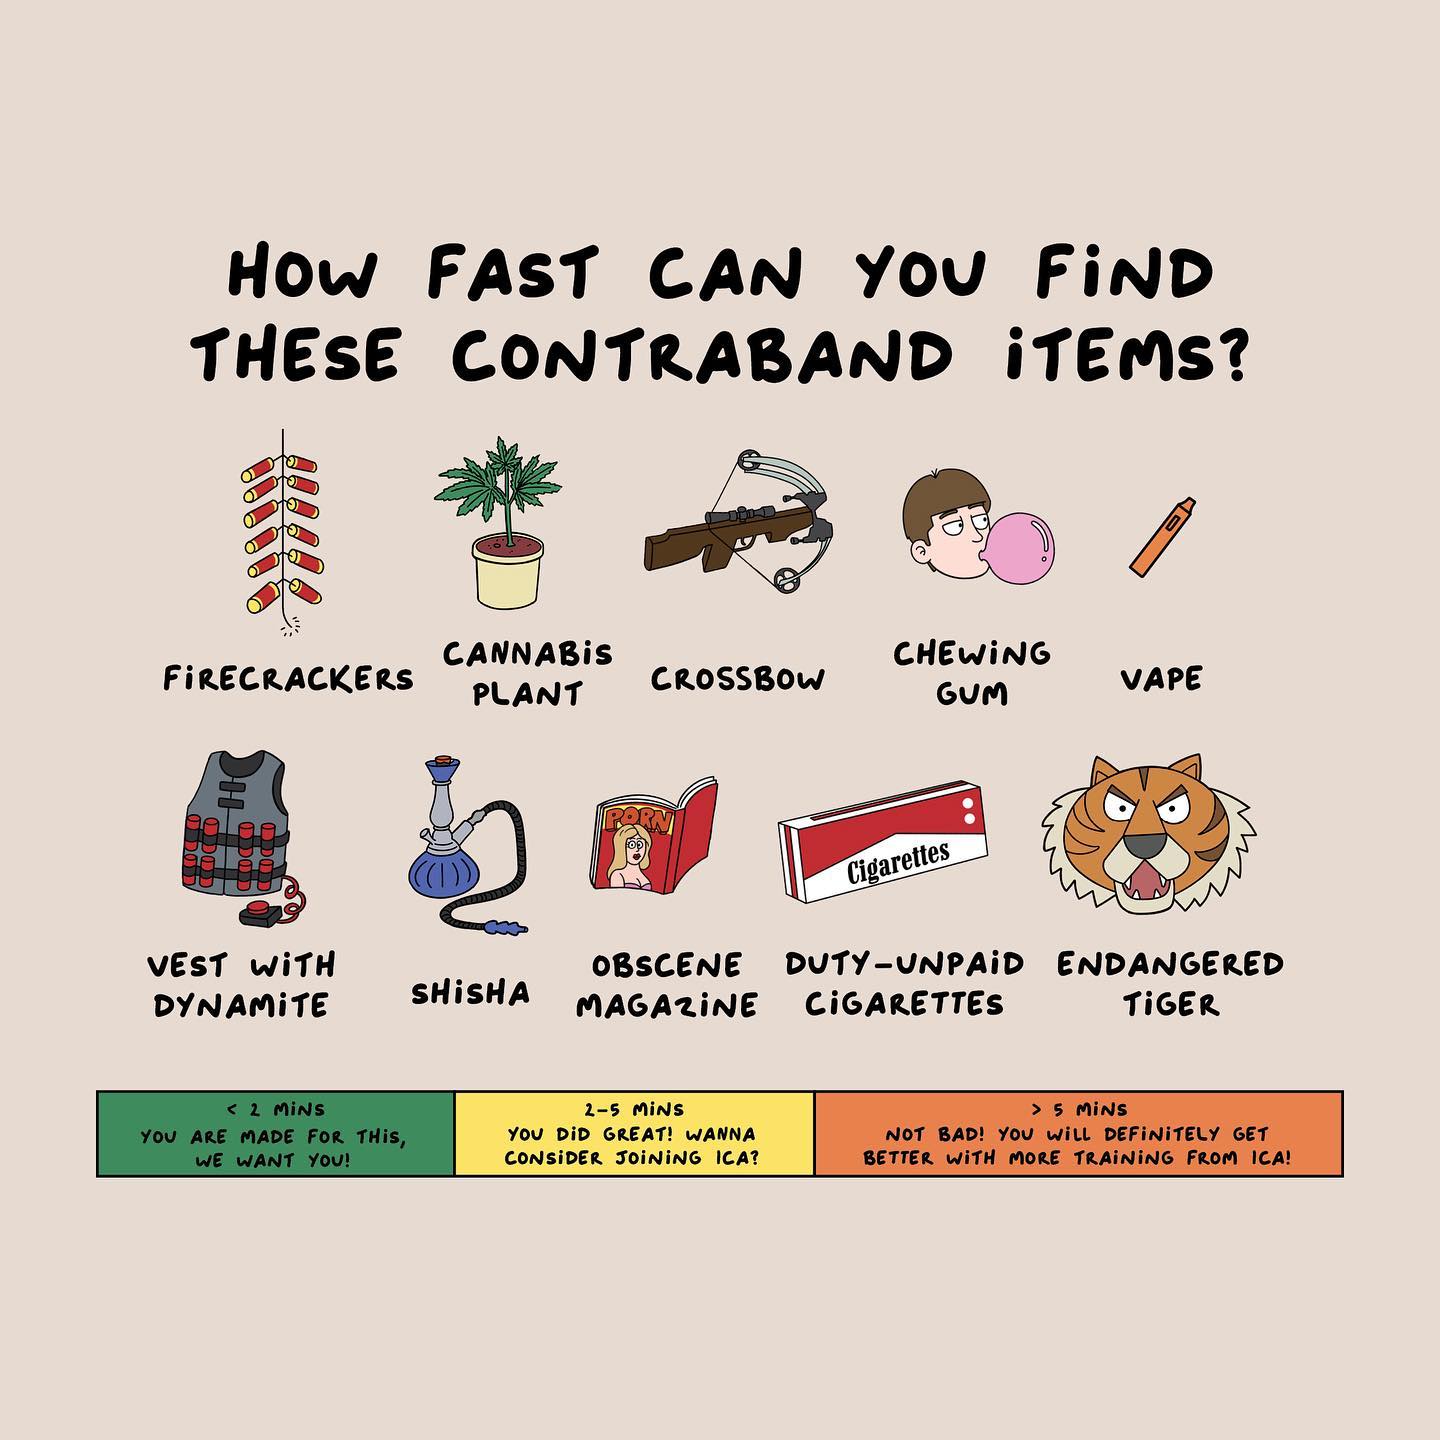 HOW FAST CAN YOU FiND
THESE CONTRABAND iTEMS?
FiRECRACKERS
CANNABiS
PLANT
CROSSBOW
CHEWiNG
GUM
VAPE
VEST WiTH
DYNAMiTE
SHiSHA
PORN
OBSCENE
MAGAZiNE
Cigarettes
DUTY-UNPAiD
CiGARETTES
ENDANGERED
TiGER
< 2 MiNS
YOU ARE MADE FOR THiS,
WE WANT YOU!
2-5 MiNS
YOU DiD GREAT! WANNA
CONSiDER JOiNiNG ICA?
> 5 MiNS
NOT BAD! YOU WiLL DEFiNiTELY GET
BETTER WiTH MORE TRAiNiNG FROM ICA!